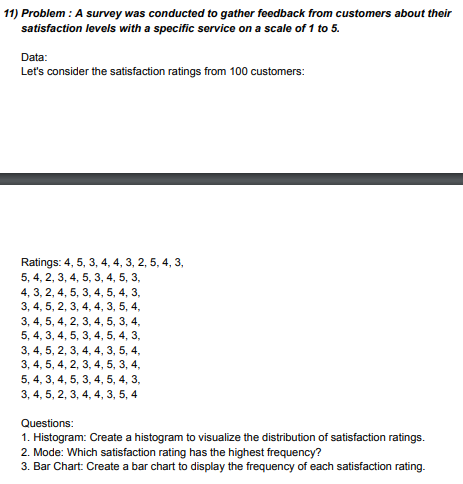 11) Problem : A survey was conducted to gather feedback from customers about their
satisfaction levels with a specific service on a scale of 1 to 5.
Data:
Let's consider the satisfaction ratings from 100 customers:
Ratings: 4, 5, 3, 4, 4, 3, 2, 5, 4, 3,
5, 4, 2, 3, 4, 5, 3, 4, 5, 3,
4, 3, 2, 4, 5, 3, 4, 5, 4, 3,
3, 4, 5, 2, 3, 4, 4, 3, 5, 4,
3, 4, 5, 4, 2, 3, 4, 5, 3, 4,
5, 4, 3, 4, 5, 3, 4, 5, 4, 3,
3, 4, 5, 2, 3, 4, 4, 3, 5, 4,
3, 4, 5, 4, 2, 3, 4, 5, 3, 4,
5, 4, 3, 4, 5, 3, 4, 5, 4, 3,
3, 4, 5, 2, 3, 4, 4, 3, 5, 4
Questions:
1. Histogram: Create a histogram to visualize the distribution of satisfaction ratings.
2. Mode: Which satisfaction rating has the highest frequency?
3. Bar Chart: Create a bar chart to display the frequency of each satisfaction rating.